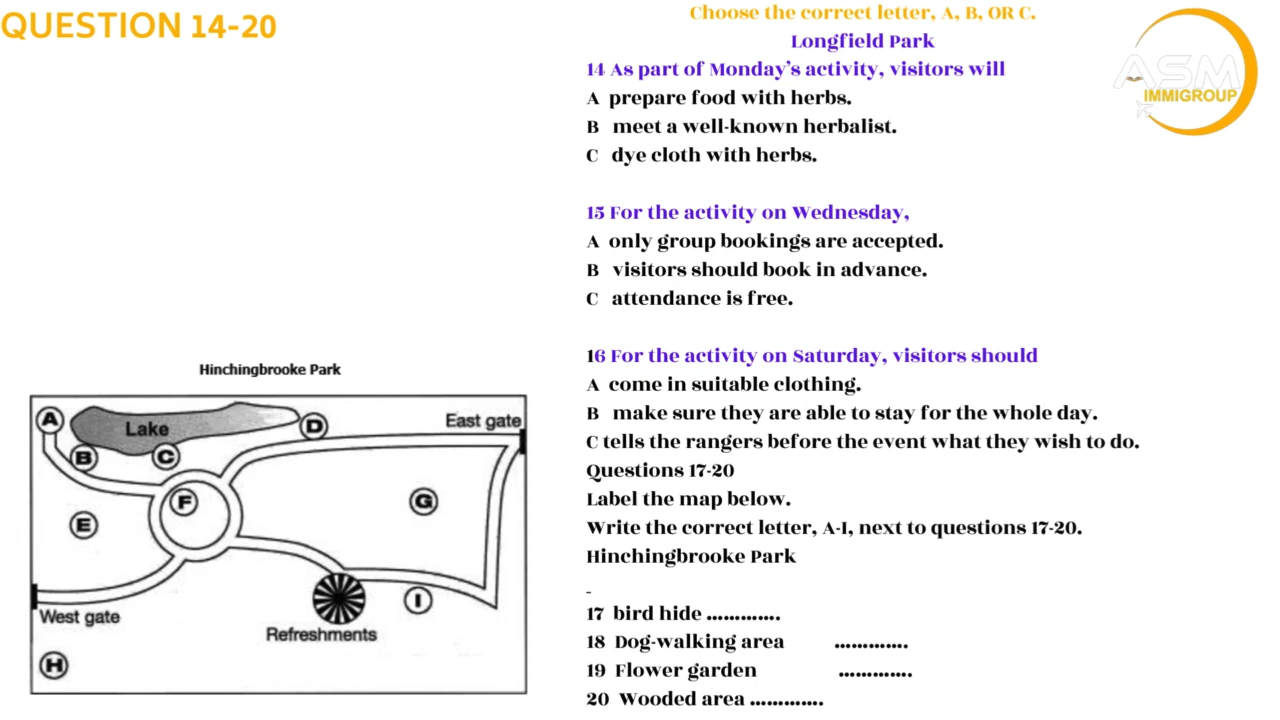 QUESTION 14-20
Choose the correct letter, A, B, OR C.
Longfield Park
14 As part of Monday's activity, visitors will
A prepare food with herbs.
B meet a well-known herbalist.
C dye cloth with herbs.
15 For the activity on Wednesday,
A only group bookings are accepted.
B visitors should book in advance.
C attendance is free.
16 For the activity on Saturday, visitors should
A come in suitable clothing.
B make sure they are able to stay for the whole day.
C tells the rangers before the event what they wish to do.
Questions 17-20
Label the map below.
Write the correct letter, A-I, next to questions 17-20.
Hinchingbrooke Park
-
17 bird hide .............
18 Dog-walking area .............
19 Flower garden .............
20 Wooded area .............
ASM
IMMIGROUP
Hinchingbrooke Park
A
Lake
D
East gate
B
C
F
G
E
I
West gate
Refreshments
H